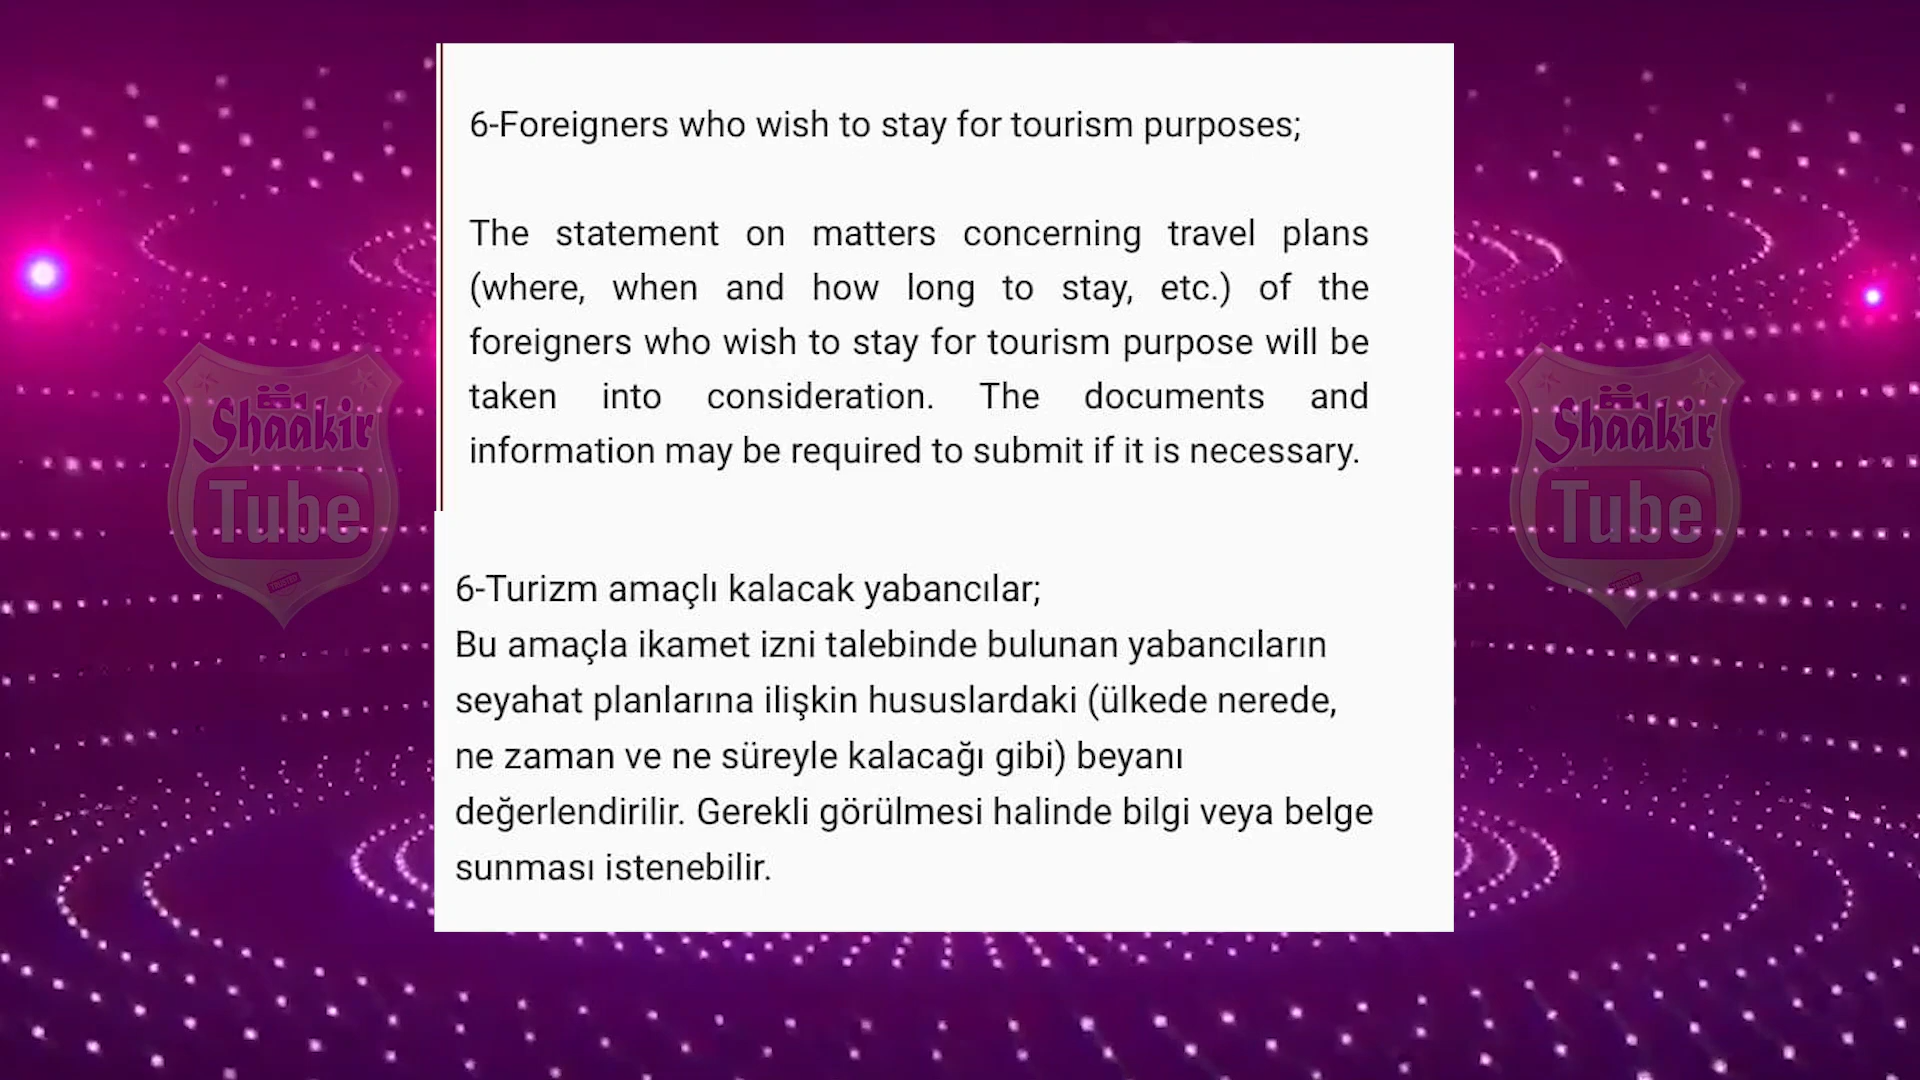 6-Foreigners who wish to stay for tourism purposes;
The statement on matters concerning travel plans
(where, when and how long to stay, etc.) of the
foreigners who wish to stay for tourism purpose will be
taken into consideration. The documents and
information may be required to submit if it is necessary.
6-Turizm amaçlı kalacak yabancılar;
Bu amaçla ikamet izni talebinde bulunan yabancıların
seyahat planlarına ilişkin hususlardaki (ülkede nerede,
ne zaman ve ne süreyle kalacağı gibi) beyanı
değerlendirilir. Gerekli görülmesi halinde bilgi veya belge
sunması istenebilir.
Shaakir
Tube
TRUSTED
Shaakir
Tube
TRUSTED